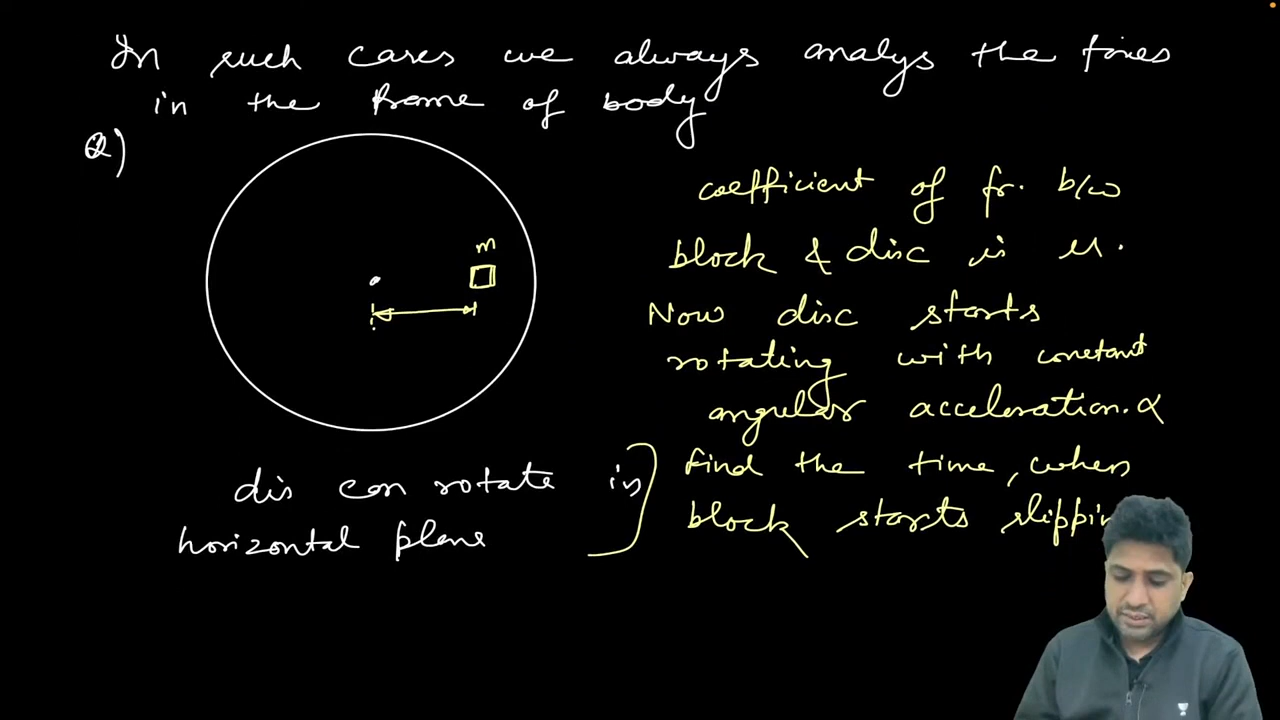 In such cases we always analys the forces
in the frame of body
Q)
m
coefficient of fr. b/w
block & disc is μ.
Now disc starts
rotating with constant
angular acceleration. α
find the time, when
block starts slippin
dis can rotate in
horizontal plane